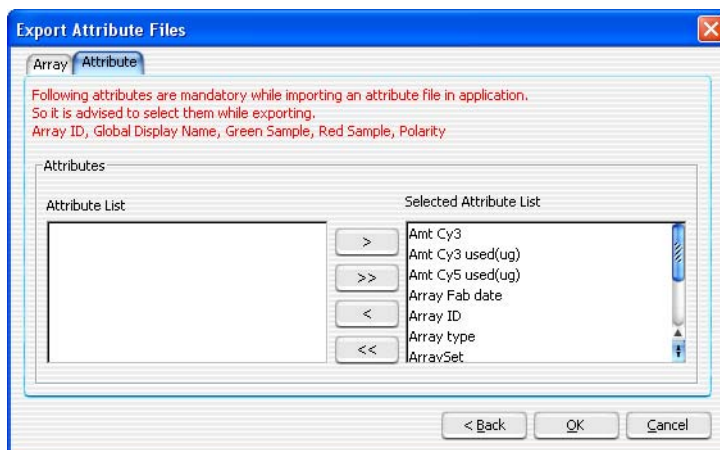 Export Attribute Files
Array
Attribute
Following attributes are mandatory while importing an attribute file in application.
So it is advised to select them while exporting.
Array ID, Global Display Name, Green Sample, Red Sample, Polarity
Attributes
Attribute List
Selected Attribute List
>
>>
<
<<
Amt Cy3
Amt Cy3 used(ug)
Amt Cy5 used(ug)
Array Fab date
Array ID
Array type
ArraySet
< Back
OK
Cancel